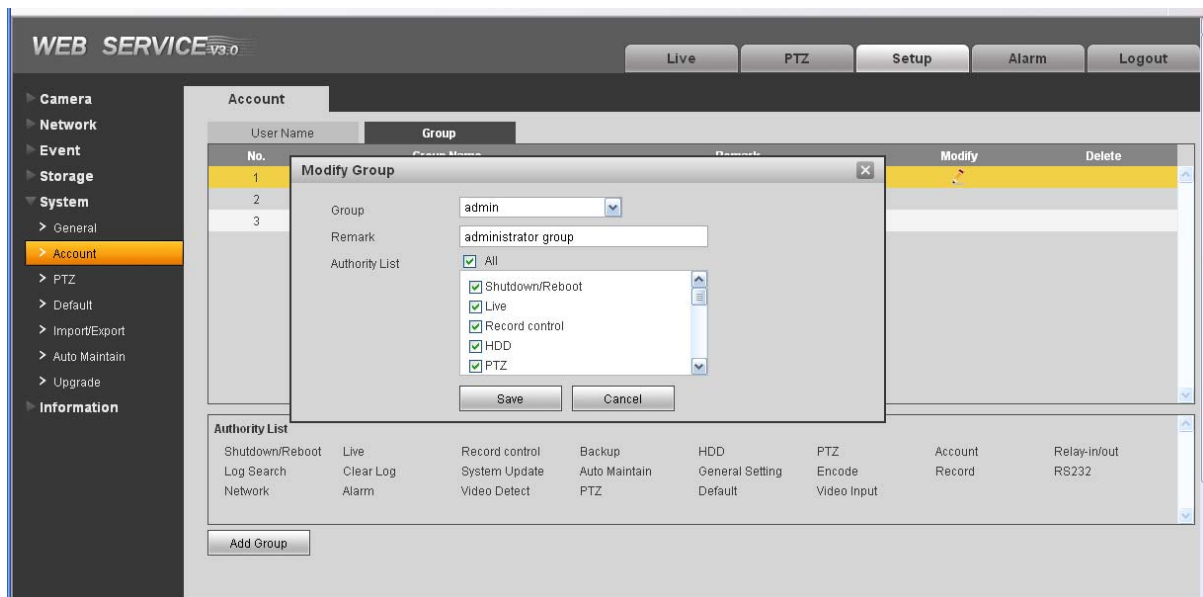 WEB SERVICE V3.0
Live PTZ Setup Alarm Logout
Camera
Network
Event
Storage
System
> General
> Account
> PTZ
> Default
> Import/Export
> Auto Maintain
> Upgrade
Information
Account
User Name Group
No. Group Name Remark Modify Delete
1
2
3
Modify Group
Group admin
Remark administrator group
Authority List All
Shutdown/Reboot
Live
Record control
HDD
PTZ
Save Cancel
Authority List
Shutdown/Reboot Live Record control Backup HDD PTZ Account Relay-in/out
Log Search Clear Log System Update Auto Maintain General Setting Encode Record RS232
Network Alarm Video Detect PTZ Default Video Input
Add Group